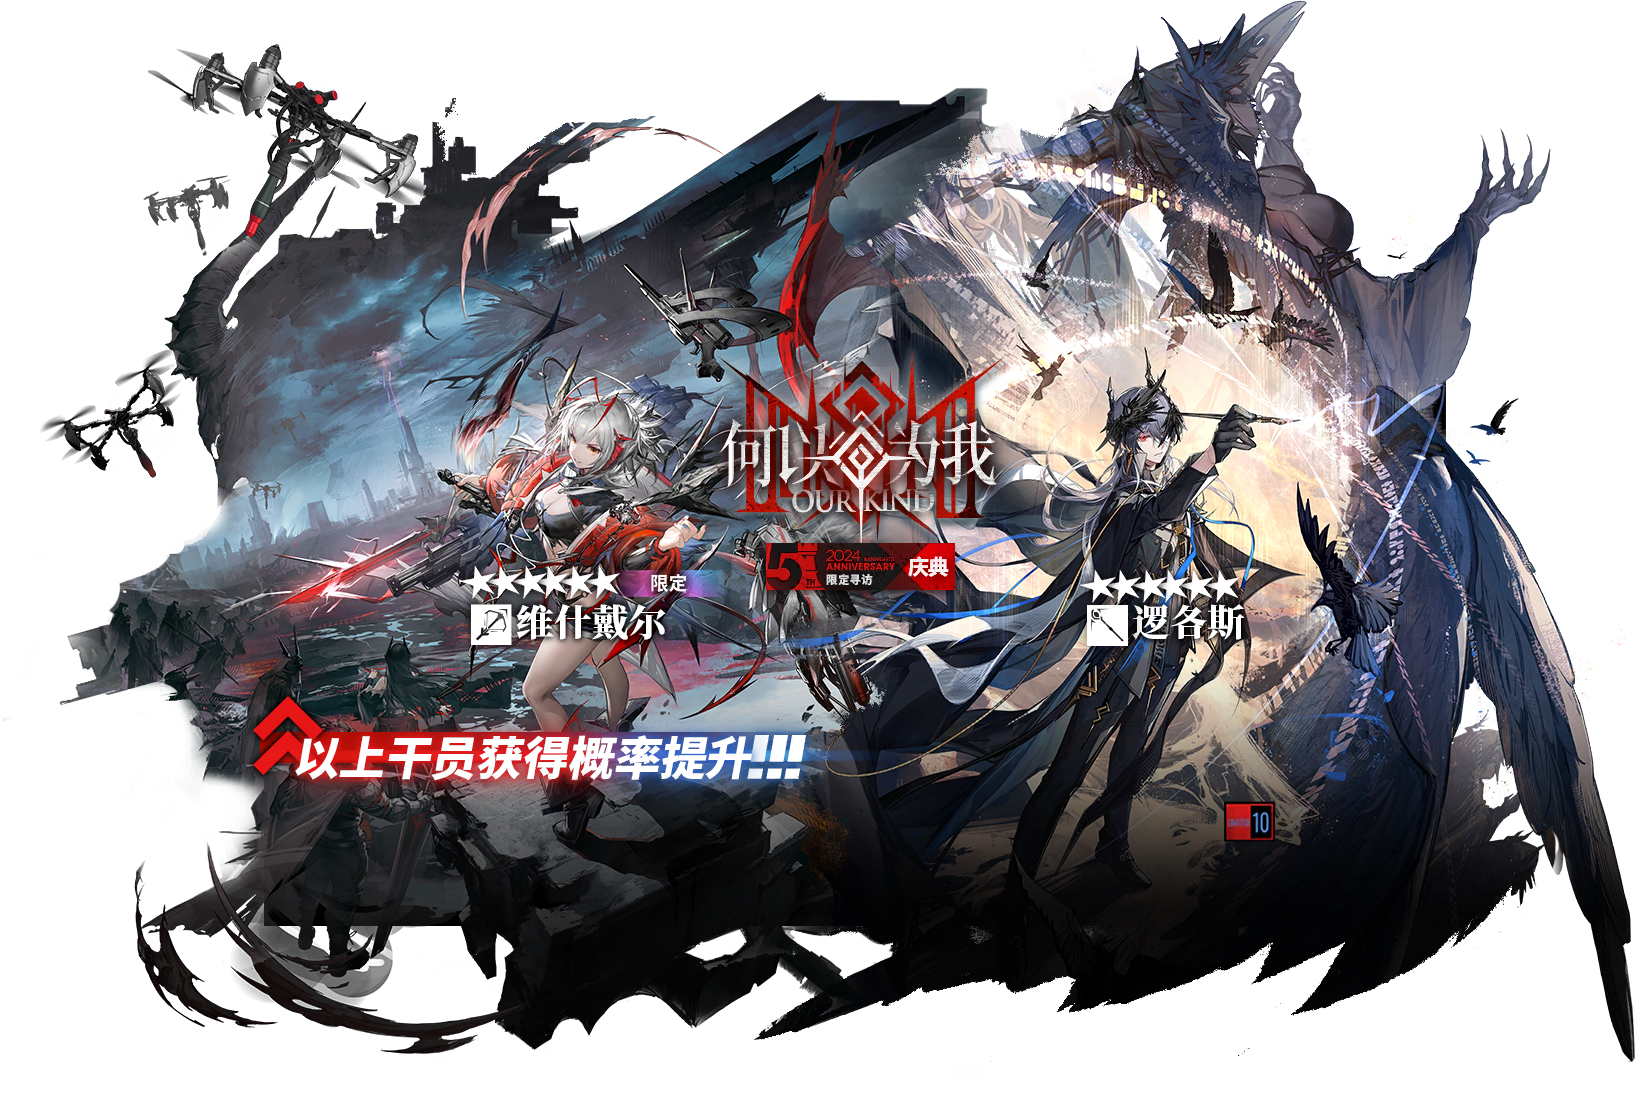 何以为我
OUR KIND
5TH
2024
ANNIVERSARY
限定寻访
庆典
★★★★★★ 限定
维什戴尔
★★★★★★
逻各斯
以上干员获得概率提升!!!
10